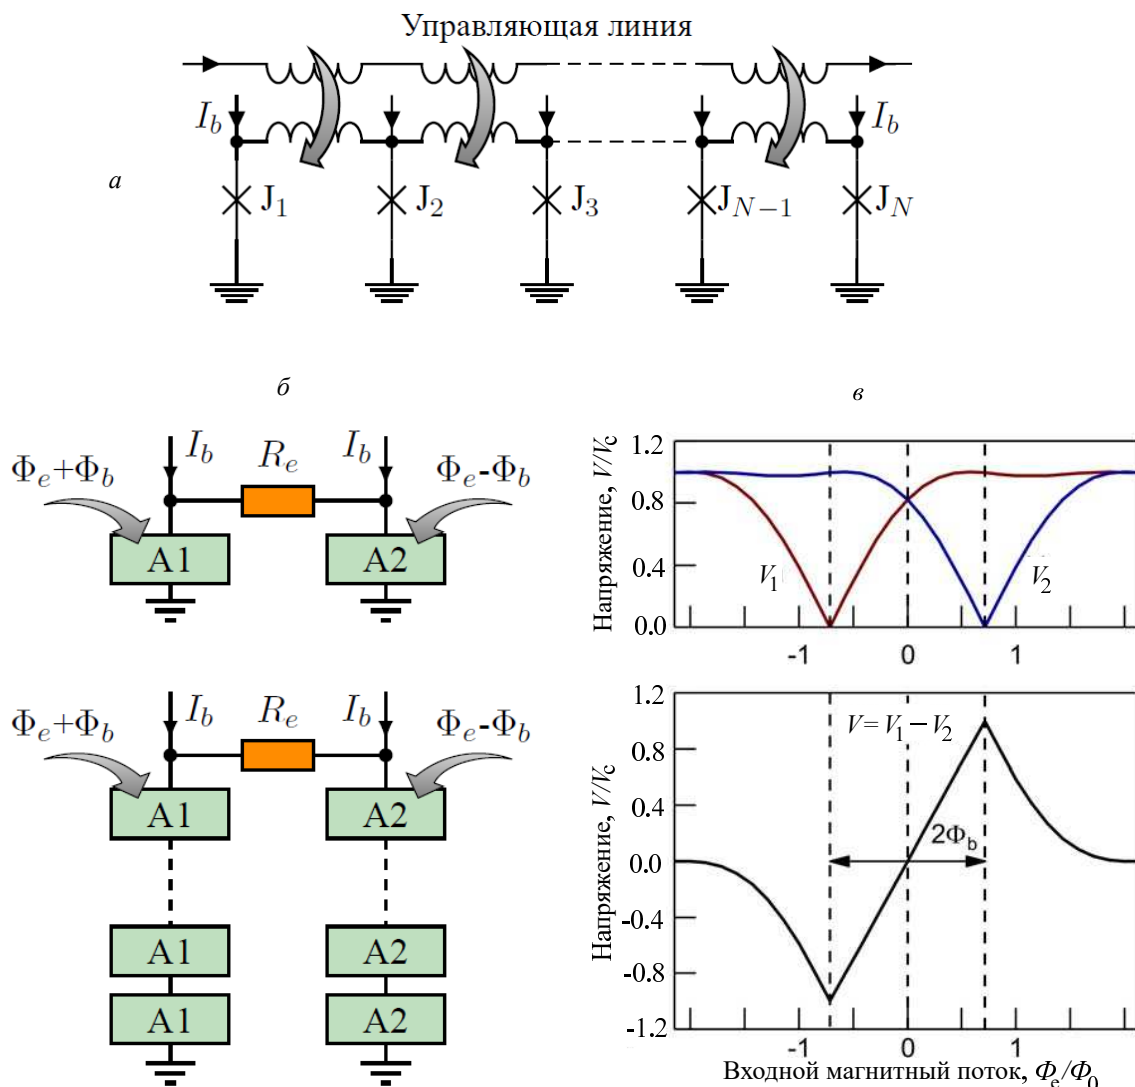 Управляющая линия
I_b I_b
а
J_1 J_2 J_3 J_{N−1} J_N
б
в
Φ_e+Φ_b I_b R_e I_b Φ_e-Φ_b
A1 A2
Напряжение, V/V_c
1.2
0.8
0.4
0.0
V_1 V_2
-1 0 1
Φ_e+Φ_b I_b R_e I_b Φ_e-Φ_b
A1 A2
A1 A2
A1 A2
Напряжение, V/V_c
1.2
0.8
0.4
0.0
-0.4
-0.8
-1.2
V = V_1 − V_2
2Φ_b
-1 0 1
Входной магнитный поток, Φ_e/Φ_0